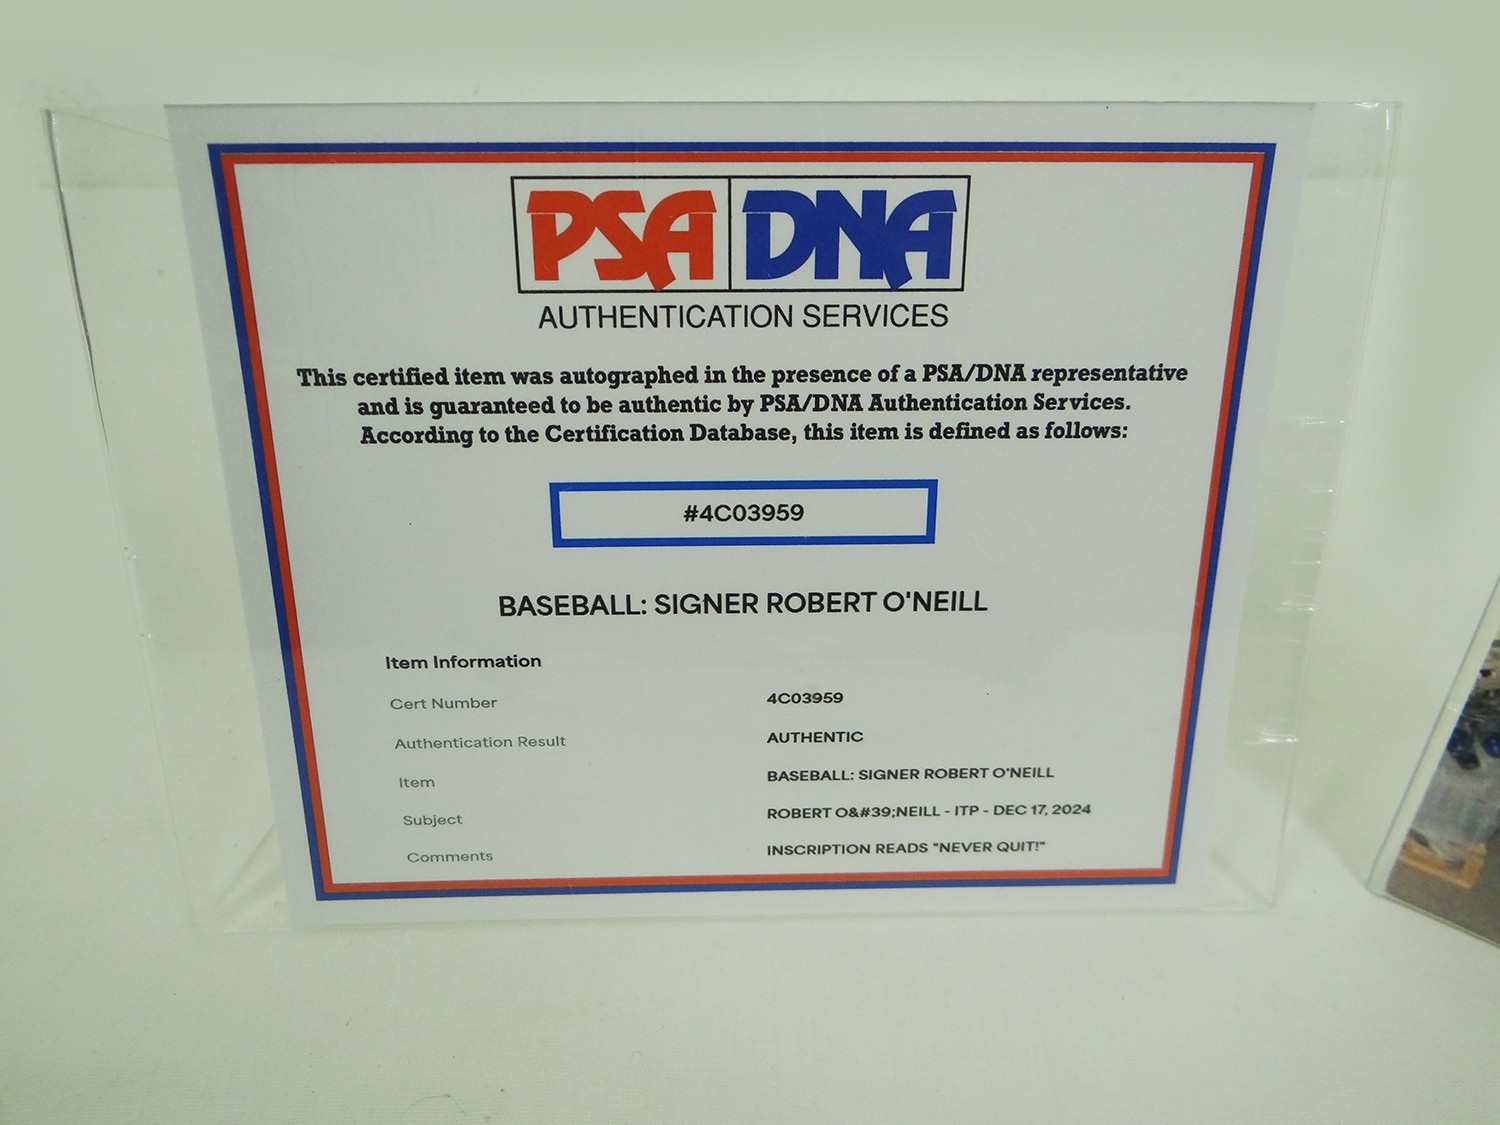 PSA DNA
AUTHENTICATION SERVICES
This certified item was autographed in the presence of a PSA/DNA representative
and is guaranteed to be authentic by PSA/DNA Authentication Services.
According to the Certification Database, this item is defined as follows:
#4C03959
BASEBALL: SIGNER ROBERT O'NEILL
Item Information
Cert Number 4C03959
Authentication Result AUTHENTIC
Item BASEBALL: SIGNER ROBERT O'NEILL
Subject ROBERT O&#39;NEILL - ITP - DEC 17, 2024
Comments INSCRIPTION READS "NEVER QUIT!"